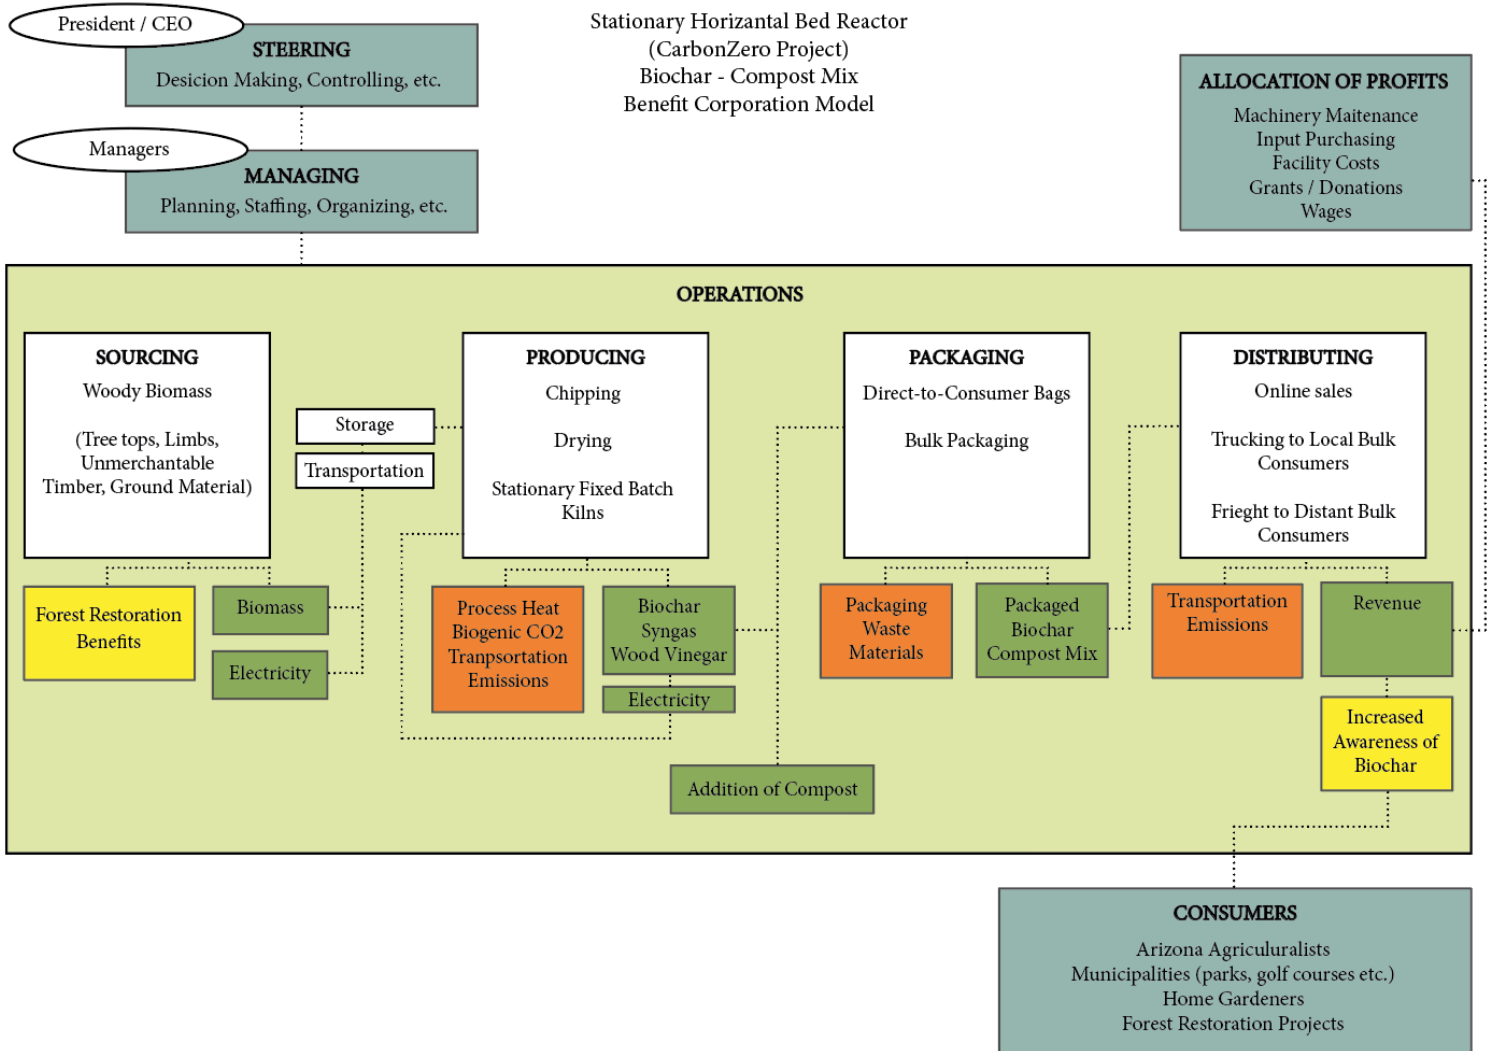 President / CEO
STEERING
Desicion Making, Controlling, etc.
Managers
MANAGING
Planning, Staffing, Organizing, etc.
Stationary Horizantal Bed Reactor
(CarbonZero Project)
Biochar - Compost Mix
Benefit Corporation Model
ALLOCATION OF PROFITS
Machinery Maitenance
Input Purchasing
Facility Costs
Grants / Donations
Wages
OPERATIONS
SOURCING
Woody Biomass
(Tree tops, Limbs,
Unmerchantable
Timber, Ground Material)
Forest Restoration
Benefits
Biomass
Electricity
Storage
Transportation
PRODUCING
Chipping
Drying
Stationary Fixed Batch
Kilns
Process Heat
Biogenic CO2
Tranpsortation
Emissions
Biochar
Syngas
Wood Vinegar
Electricity
Addition of Compost
PACKAGING
Direct-to-Consumer Bags
Bulk Packaging
Packaging
Waste
Materials
Packaged
Biochar
Compost Mix
DISTRIBUTING
Online sales
Trucking to Local Bulk
Consumers
Frieght to Distant Bulk
Consumers
Transportation
Emissions
Revenue
Increased
Awareness of
Biochar
CONSUMERS
Arizona Agriculuralists
Municipalities (parks, golf courses etc.)
Home Gardeners
Forest Restoration Projects